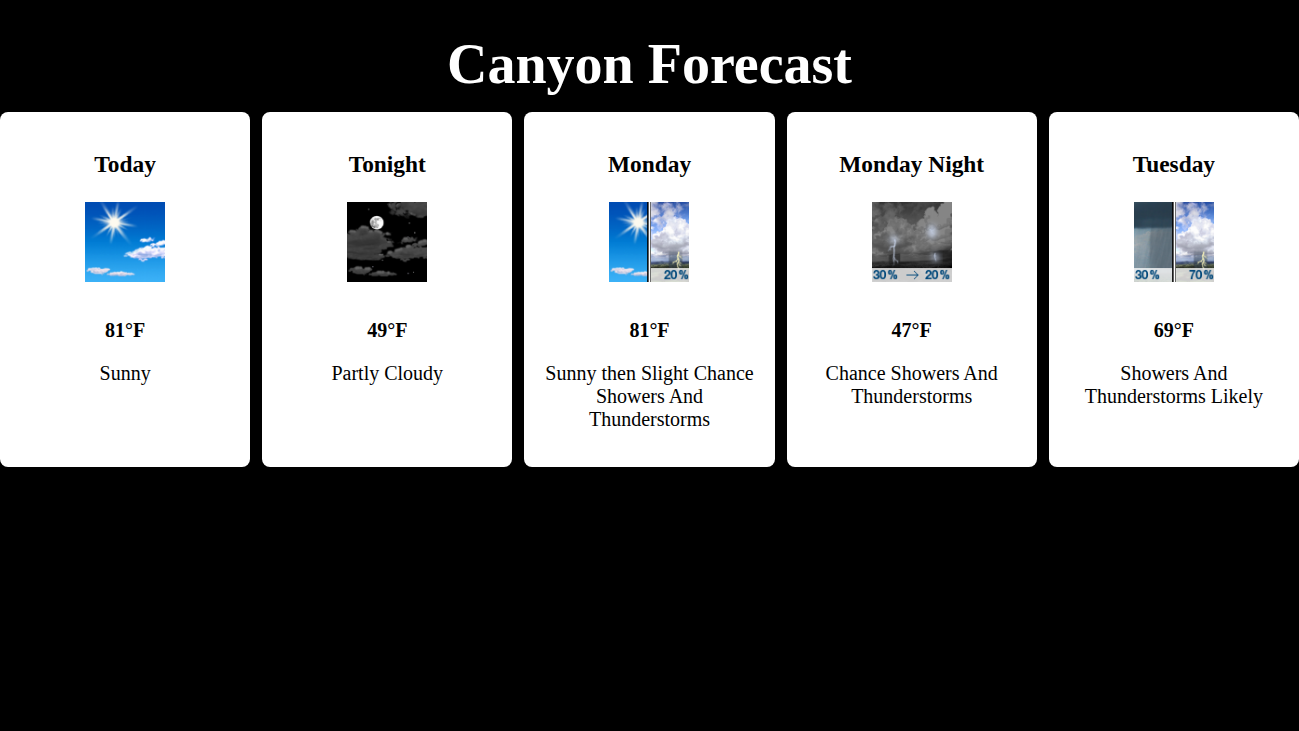 Canyon Forecast
Today
81°F
Sunny
Tonight
49°F
Partly Cloudy
Monday
20%
81°F
Sunny then Slight Chance
Showers And
Thunderstorms
Monday Night
30% → 20%
47°F
Chance Showers And
Thunderstorms
Tuesday
30% 70%
69°F
Showers And
Thunderstorms Likely